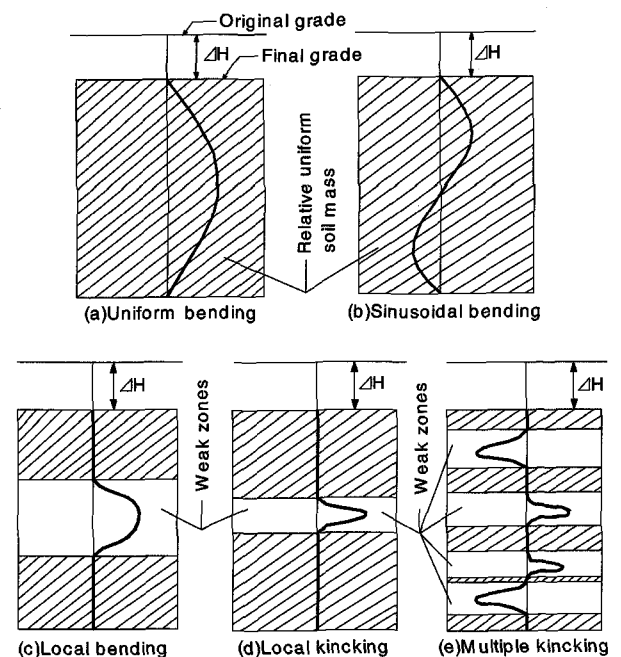 Original grade
ΔH
Final grade
ΔH
Relative uniform
soil mass
(a)Uniform bending
(b)Sinusoidal bending
ΔH
Weak zones
ΔH
Weak zones
ΔH
(c)Local bending
(d)Local kincking
(e)Multiple kincking